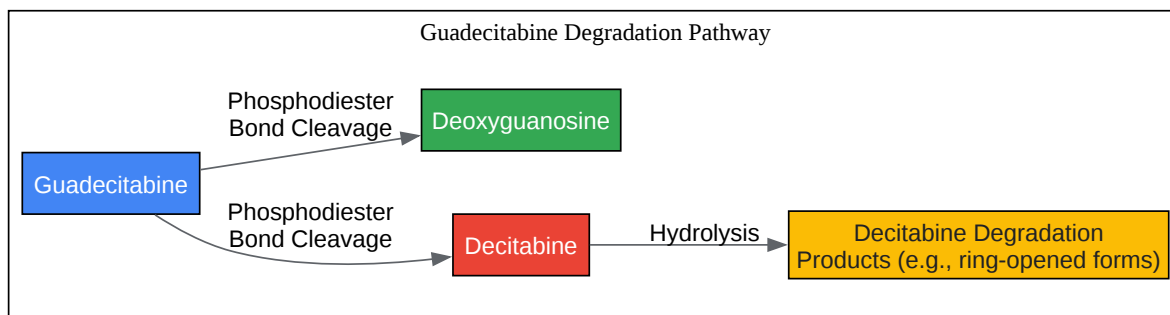 Guadecitabine Degradation Pathway
Phosphodiester
Bond Cleavage
Deoxyguanosine
Guadecitabine
Phosphodiester
Bond Cleavage
Decitabine
Hydrolysis
Decitabine Degradation
Products (e.g., ring-opened forms)